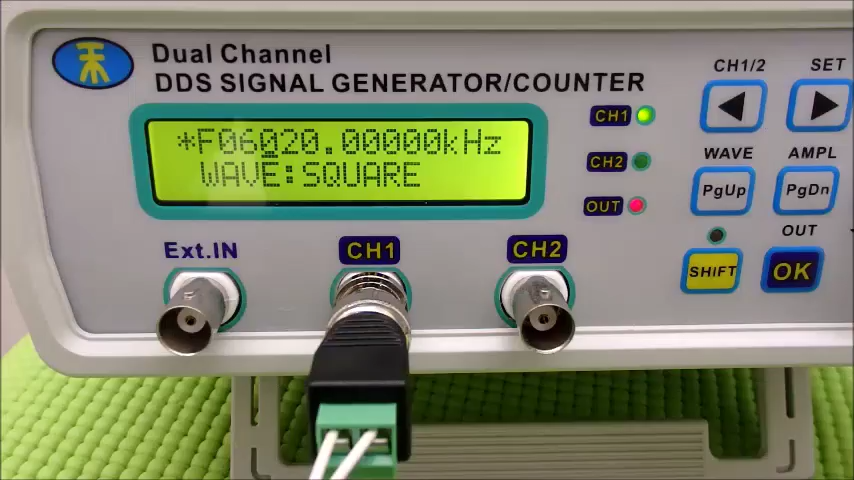 Dual Channel
DDS SIGNAL GENERATOR/COUNTER
*F06020.00000kHz
WAVE:SQUARE
CH1
CH2
OUT
CH1/2
SET
WAVE
AMPL
PgUp
PgDn
OUT
SHIFT
OK
Ext.IN
CH1
CH2